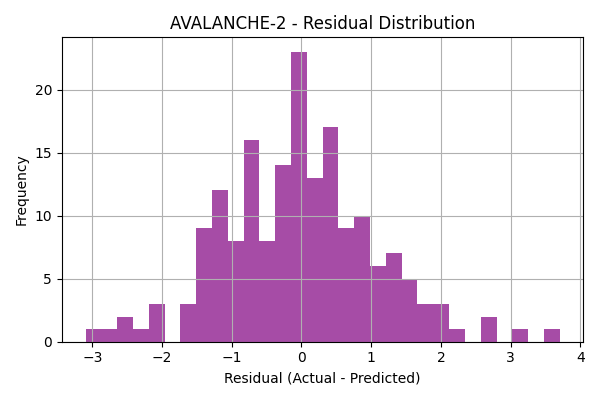 AVALANCHE-2 - Residual Distribution
Frequency
20
15
10
5
0
−3 −2 −1 0 1 2 3 4
Residual (Actual - Predicted)